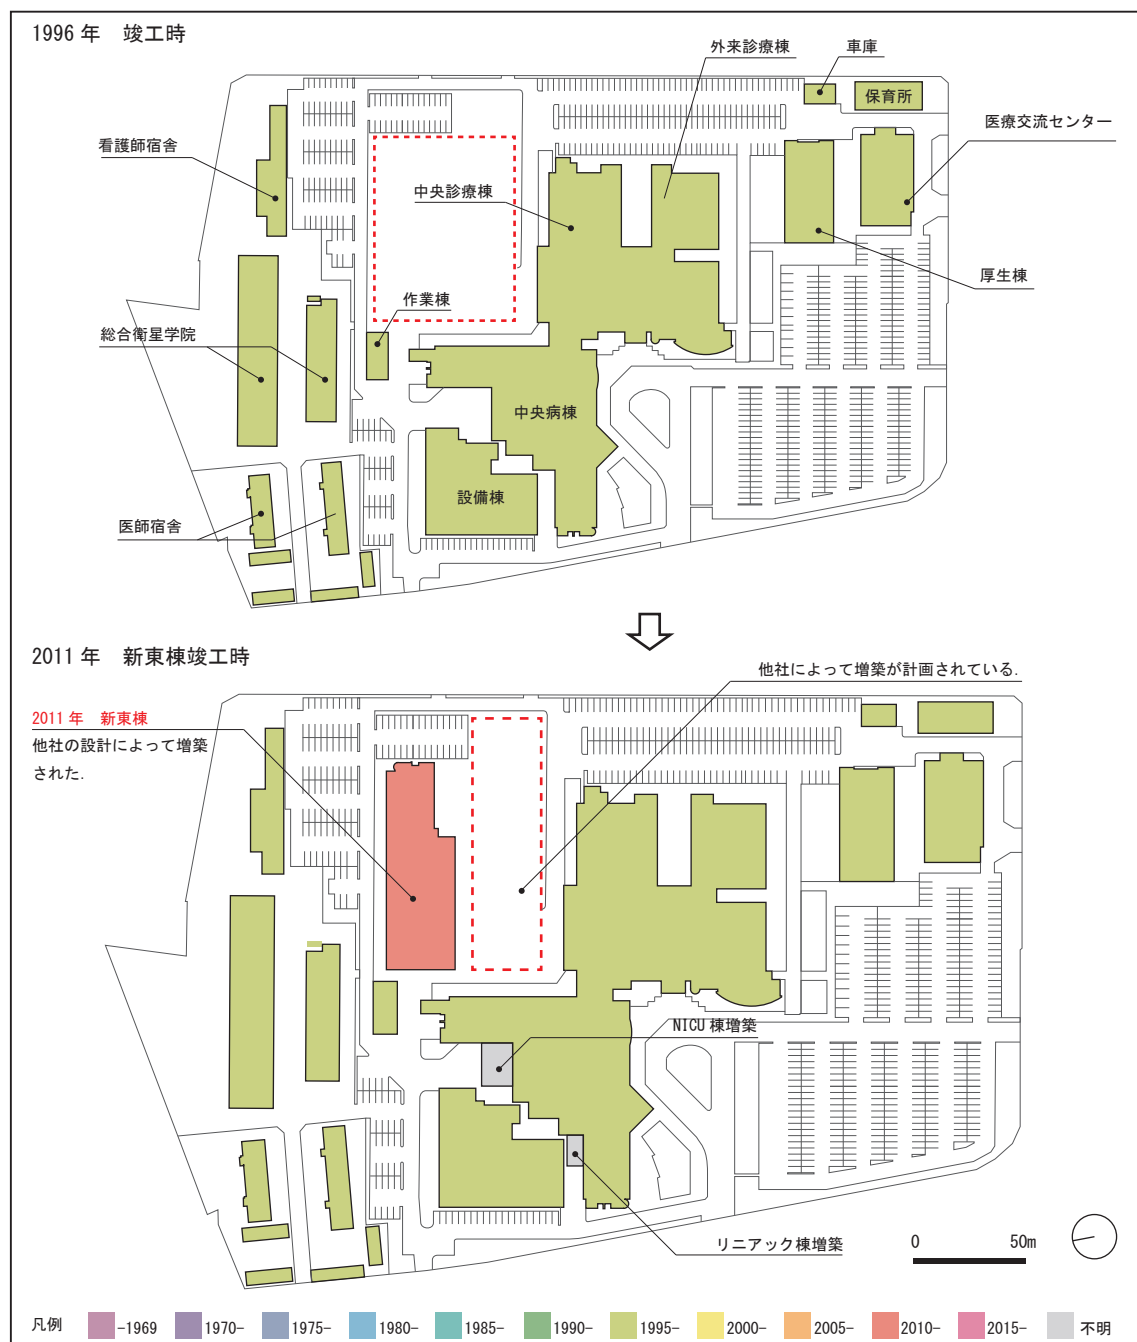 1996 年　竣工時
外来診療棟
車庫
保育所
医療交流センター
看護師宿舎
中央診療棟
厚生棟
作業棟
総合衛星学院
中央病棟
設備棟
医師宿舎
2011 年　新東棟竣工時
他社によって増築が計画されている.
2011 年　新東棟
他社の設計によって増築
された.
NICU 棟増築
リニアック棟増築
0 50m
凡例 -1969 1970- 1975- 1980- 1985- 1990- 1995- 2000- 2005- 2010- 2015- 不明